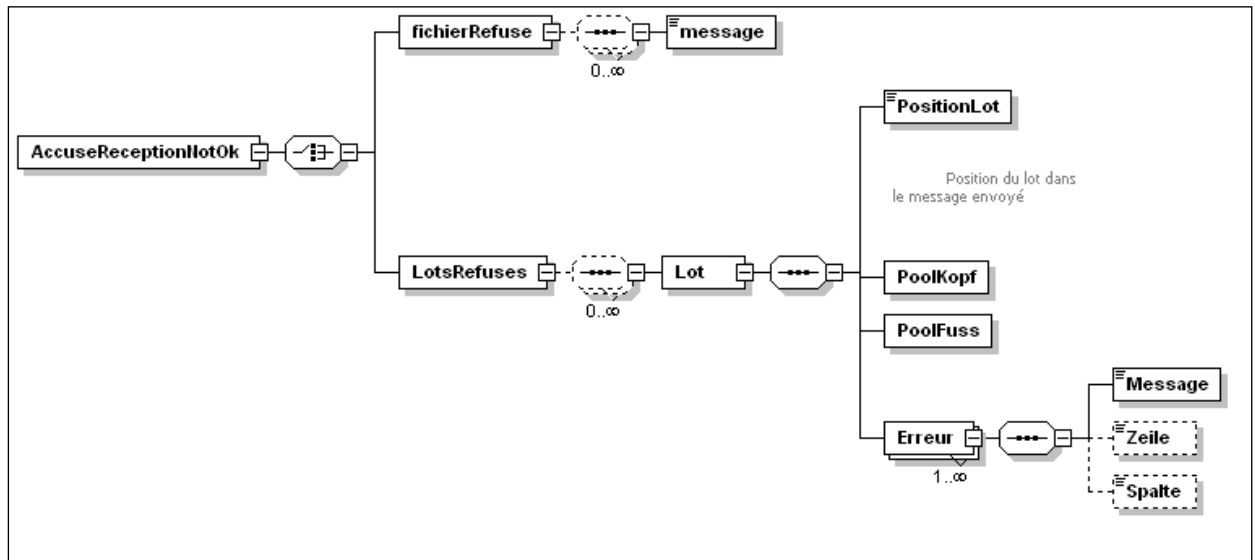 fichierRefuse
message
0..∞
AccuseReceptionNotOk
PositionLot
Position du lot dans
le message envoyé
LotsRefuses
Lot
0..∞
PoolKopf
PoolFuss
Erreur
1..∞
Message
Zeile
Spalte